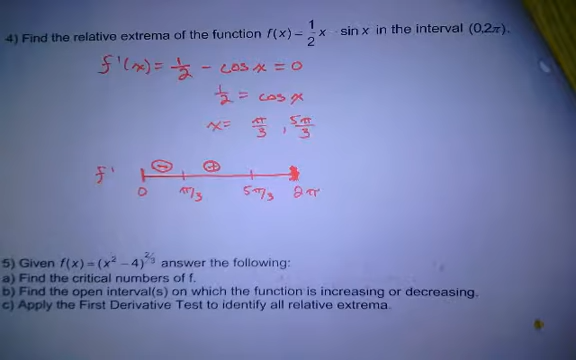 4) Find the relative extrema of the function f(x) = 1/2 x sin x in the interval (0,2π).
f'(x) = 1/2 - cos x = 0
1/2 = cos x
x = π/3 , 5π/3
f' ⊖ ⊕
0 π/3 5π/3 2π
5) Given f(x) = (x² - 4)^(2/3) answer the following:
a) Find the critical numbers of f.
b) Find the open interval(s) on which the function is increasing or decreasing.
c) Apply the First Derivative Test to identify all relative extrema.